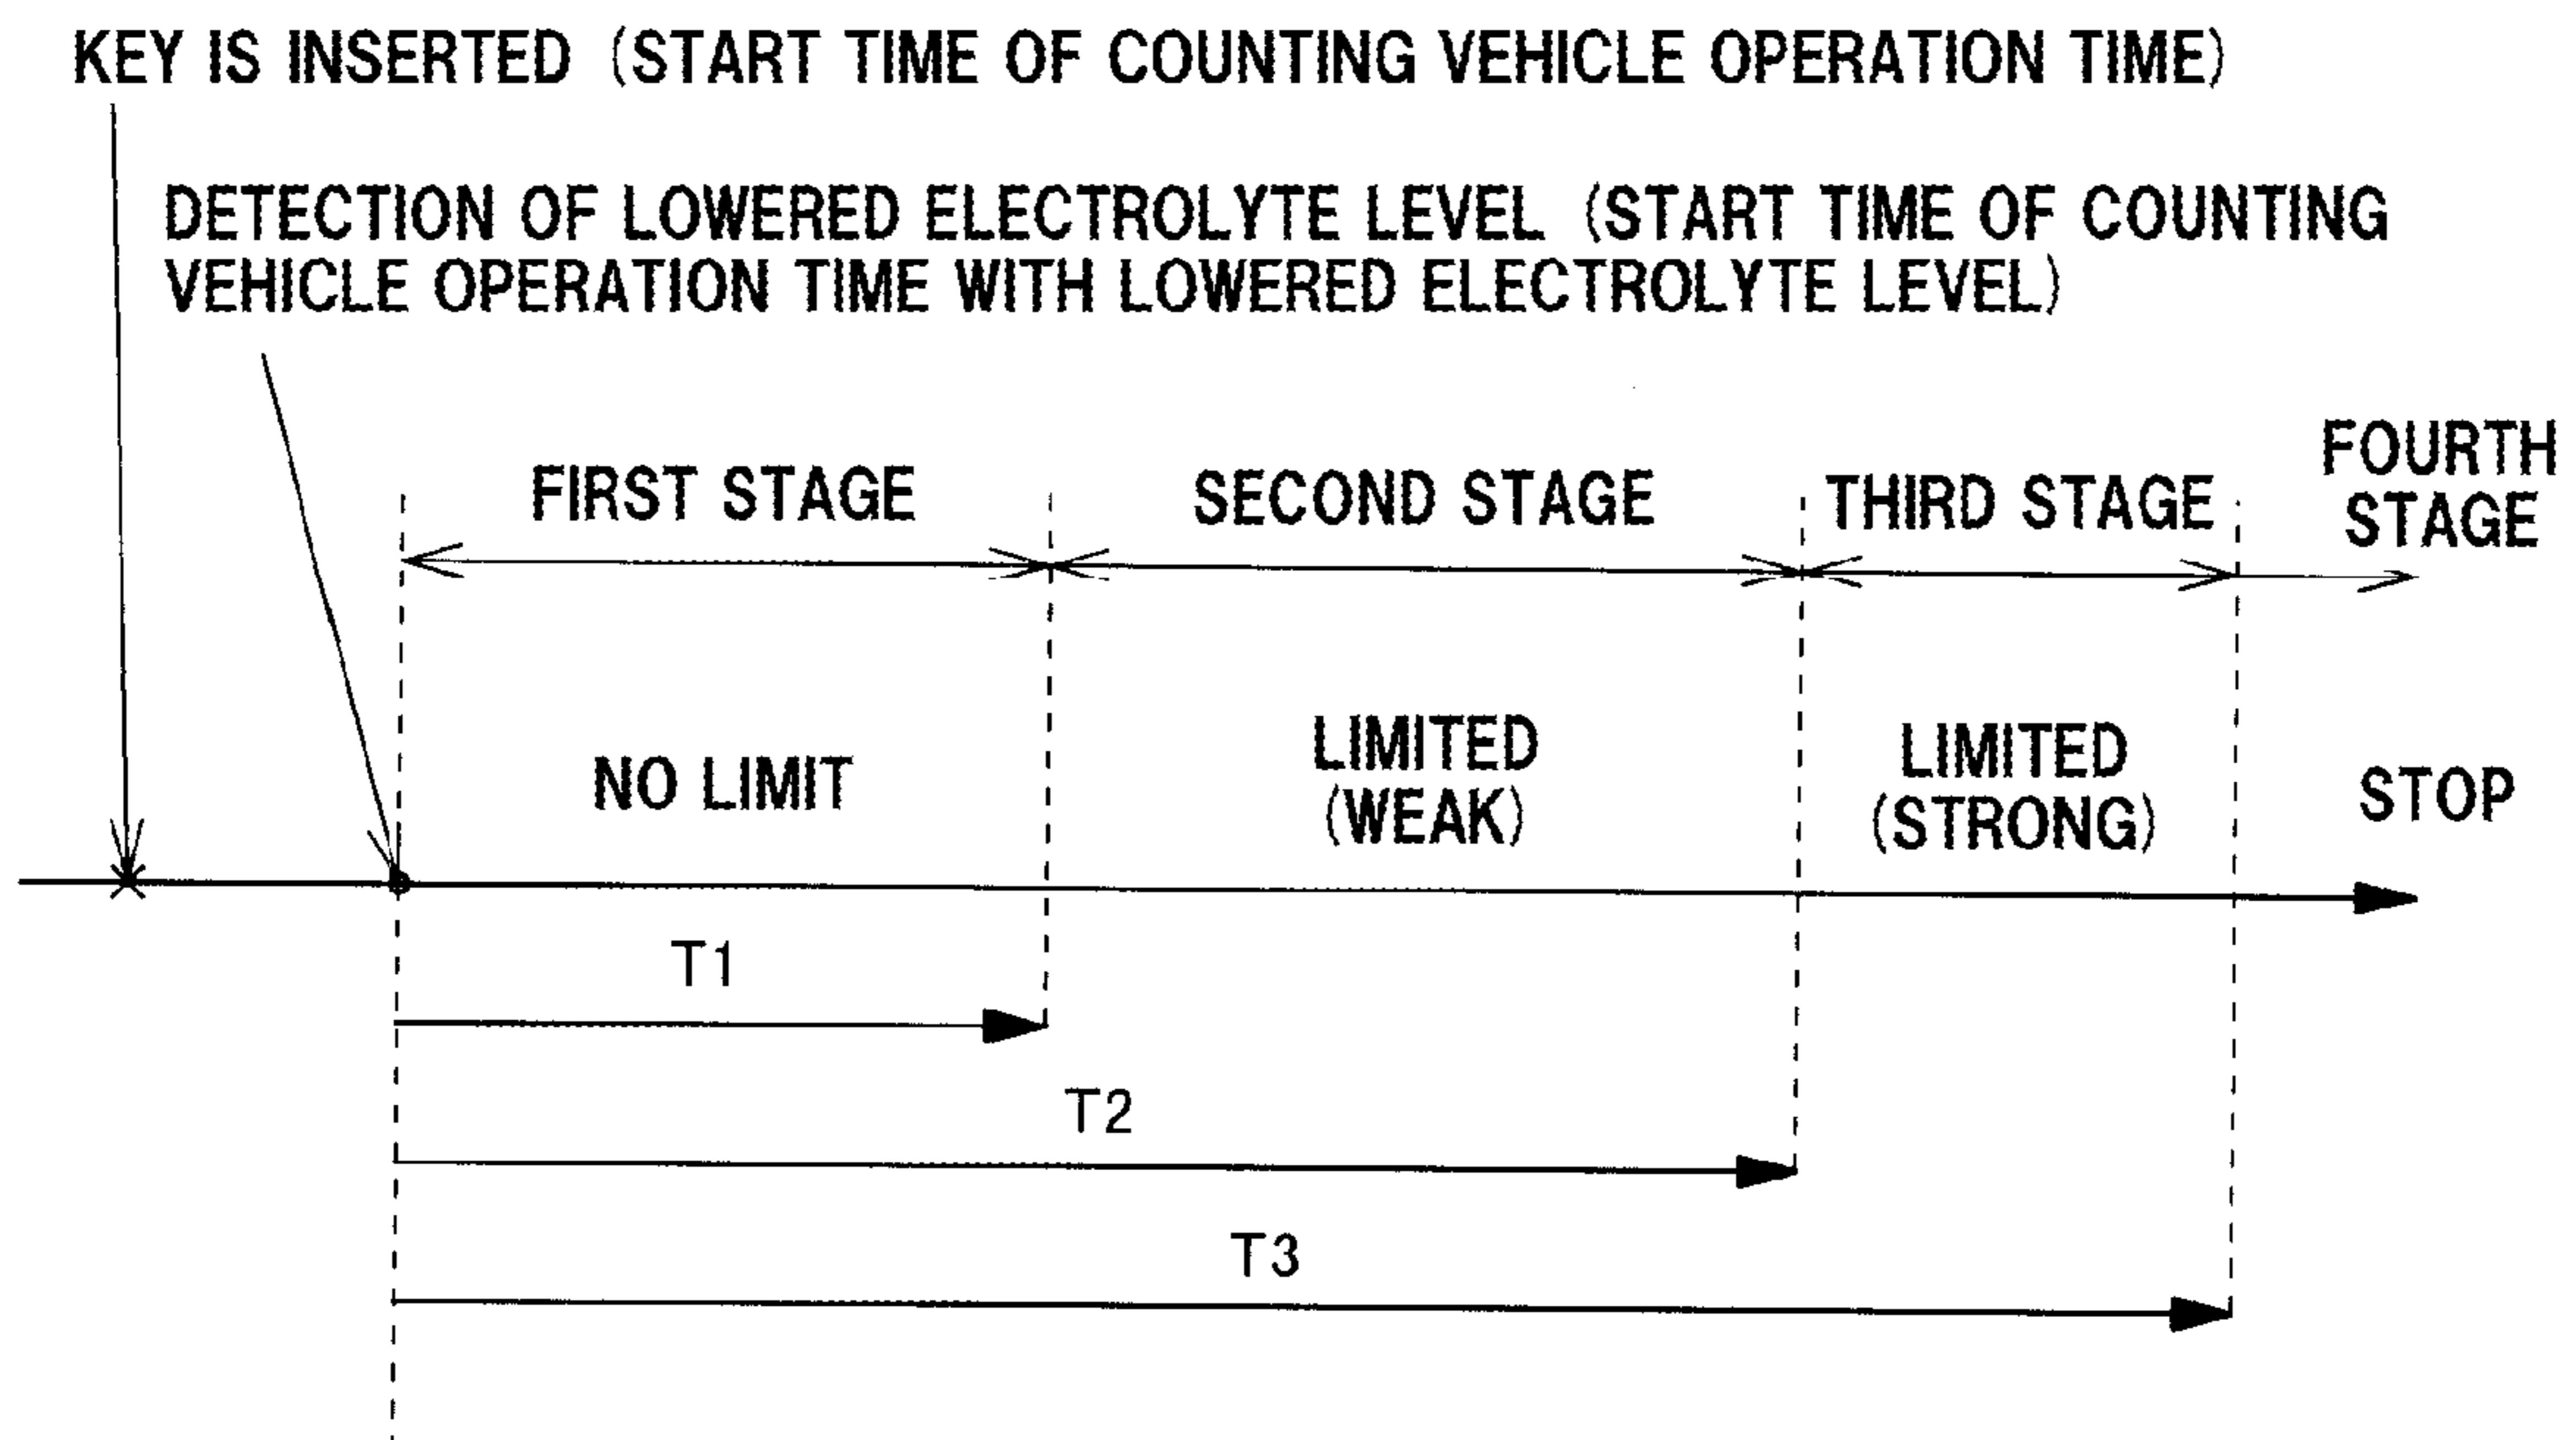 KEY IS INSERTED (START TIME OF COUNTING VEHICLE OPERATION TIME)
DETECTION OF LOWERED ELECTROLYTE LEVEL (START TIME OF COUNTING
VEHICLE OPERATION TIME WITH LOWERED ELECTROLYTE LEVEL)
FIRST STAGE
SECOND STAGE
THIRD STAGE
FOURTH
STAGE
NO LIMIT
LIMITED
(WEAK)
LIMITED
(STRONG)
STOP
T1
T2
T3